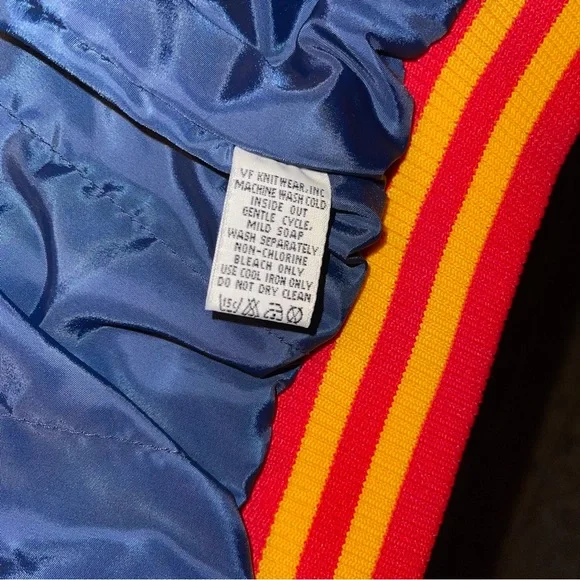 VF KNITWEAR, INC
MACHINE WASH COLD
INSIDE OUT
GENTLE CYCLE,
MILD SOAP
WASH SEPARATELY
NON-CHLORINE
BLEACH ONLY
USE COOL IRON ONLY
DO NOT DRY CLEAN
15C